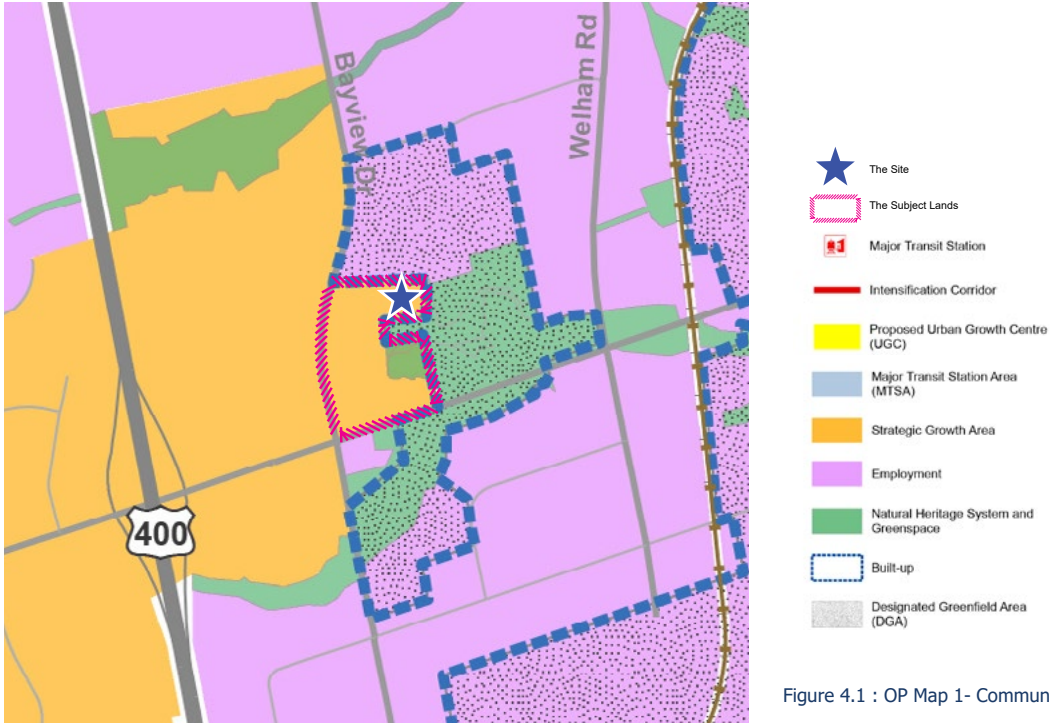 Bayview Dr
Welham Rd
400
The Site
The Subject Lands
Major Transit Station
Intensification Corridor
Proposed Urban Growth Centre
(UGC)
Major Transit Station Area
(MTSA)
Strategic Growth Area
Employment
Natural Heritage System and
Greenspace
Built-up
Designated Greenfield Area
(DGA)
Figure 4.1 : OP Map 1- Commun